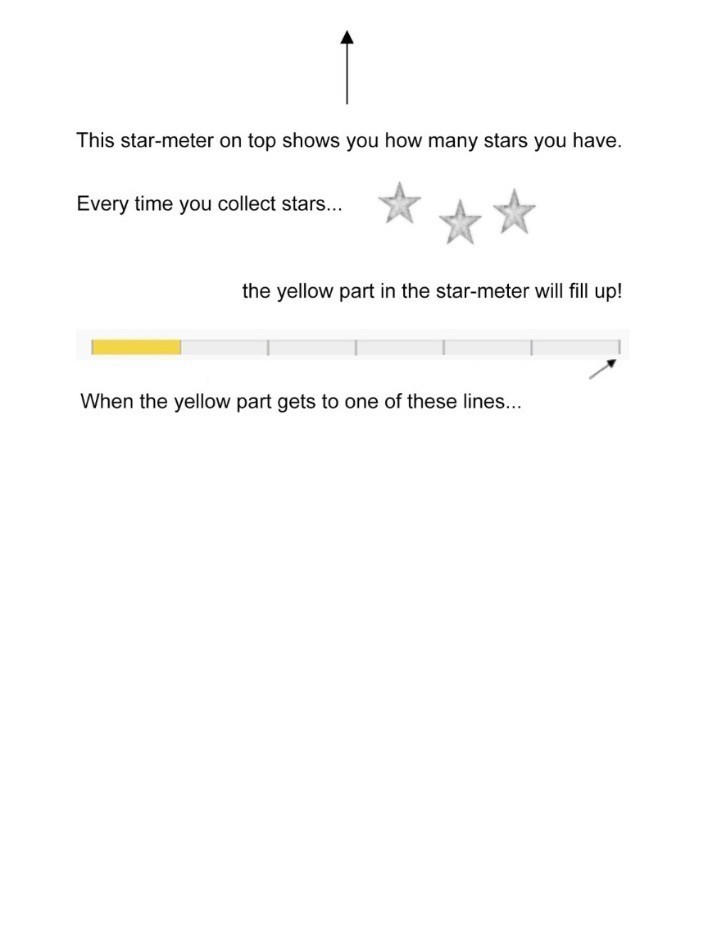 This star-meter on top shows you how many stars you have.
Every time you collect stars...
the yellow part in the star-meter will fill up!
When the yellow part gets to one of these lines...